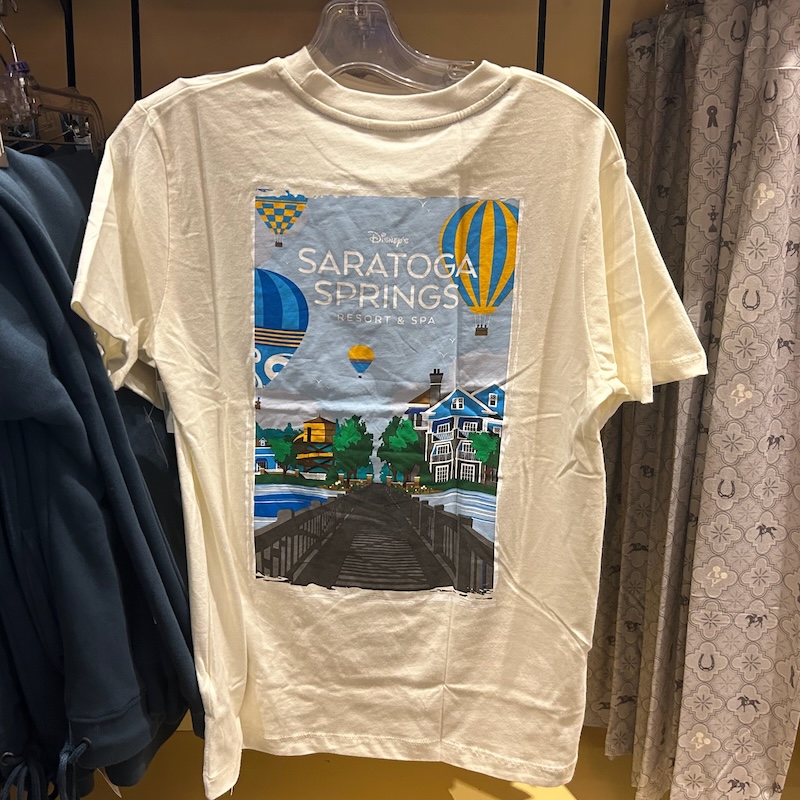 Disney's
SARATOGA
SPRINGS
RESORT & SPA